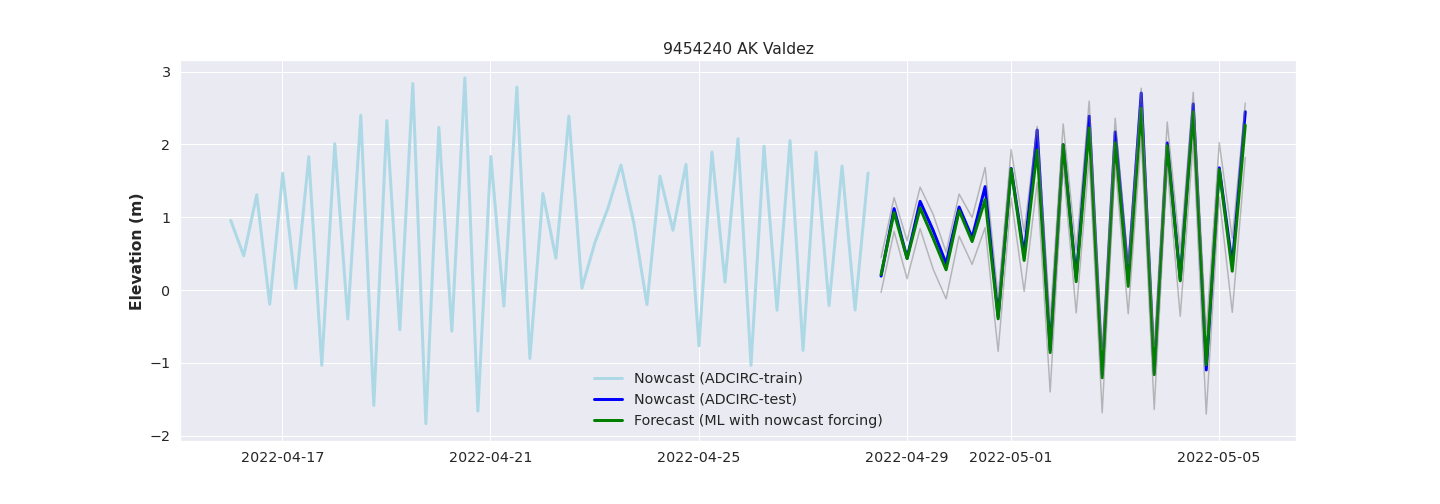 9454240 AK Valdez
Elevation (m)
3
2
1
0
−1
−2
Nowcast (ADCIRC-train)
Nowcast (ADCIRC-test)
Forecast (ML with nowcast forcing)
2022-04-17 2022-04-21 2022-04-25 2022-04-29 2022-05-01 2022-05-05